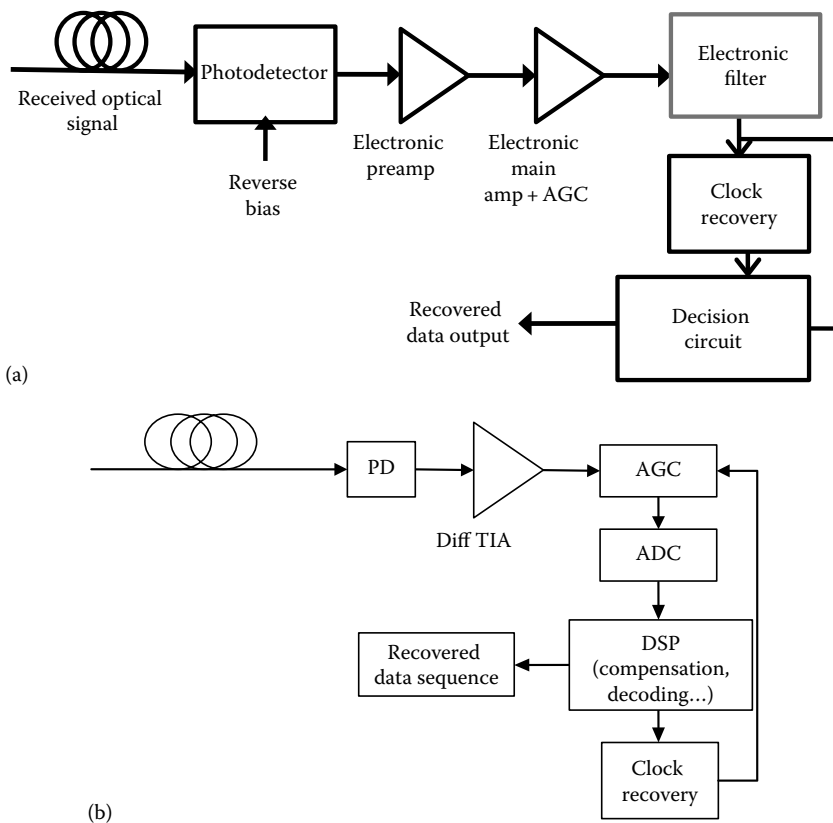 Received optical
signal
Photodetector
Reverse
bias
Electronic
preamp
Electronic
main
amp + AGC
Electronic
filter
Clock
recovery
Decision
circuit
Recovered
data output
(a)
PD
Diff TIA
AGC
ADC
DSP
(compensation,
decoding...)
Recovered
data sequence
Clock
recovery
(b)